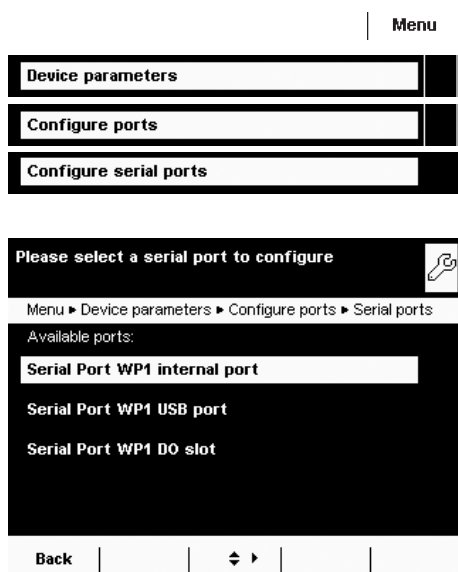 Menu
Device parameters
Configure ports
Configure serial ports
Please select a serial port to configure
Menu ▸ Device parameters ▸ Configure ports ▸ Serial ports
Available ports:
Serial Port WP1 internal port
Serial Port WP1 USB port
Serial Port WP1 DO slot
Back